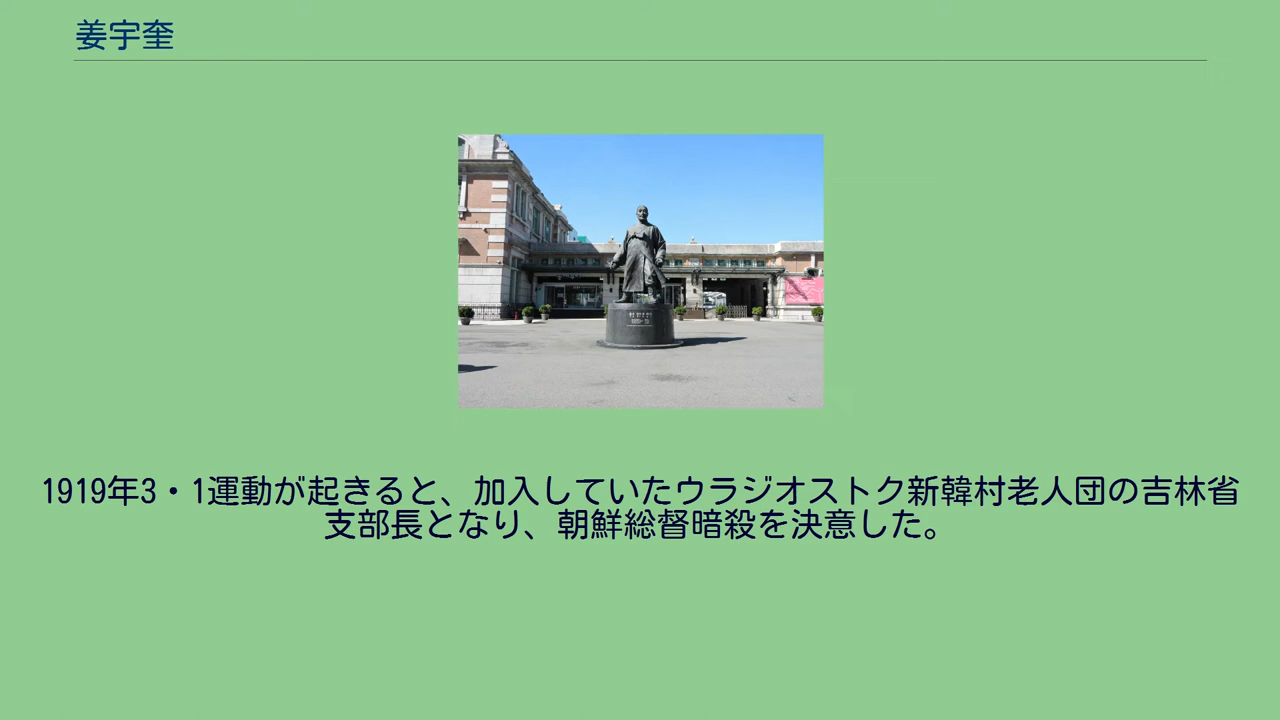 姜宇奎
1919年3・1運動が起きると、加入していたウラジオストク新韓村老人団の吉林省
支部長となり、朝鮮総督暗殺を決意した。